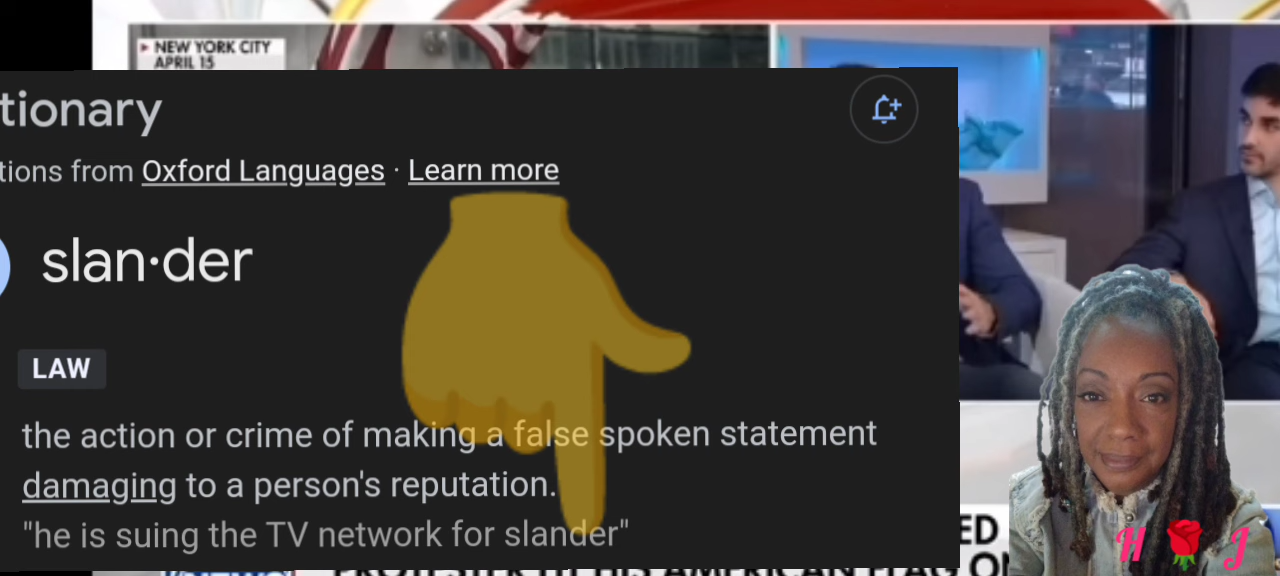 NEW YORK CITY
APRIL 15
tionary
tions from Oxford Languages · Learn more
slan·der
LAW
the action or crime of making a false spoken statement
damaging to a person's reputation.
"he is suing the TV network for slander"
ED
ON
AMERICAN FLAG
H J